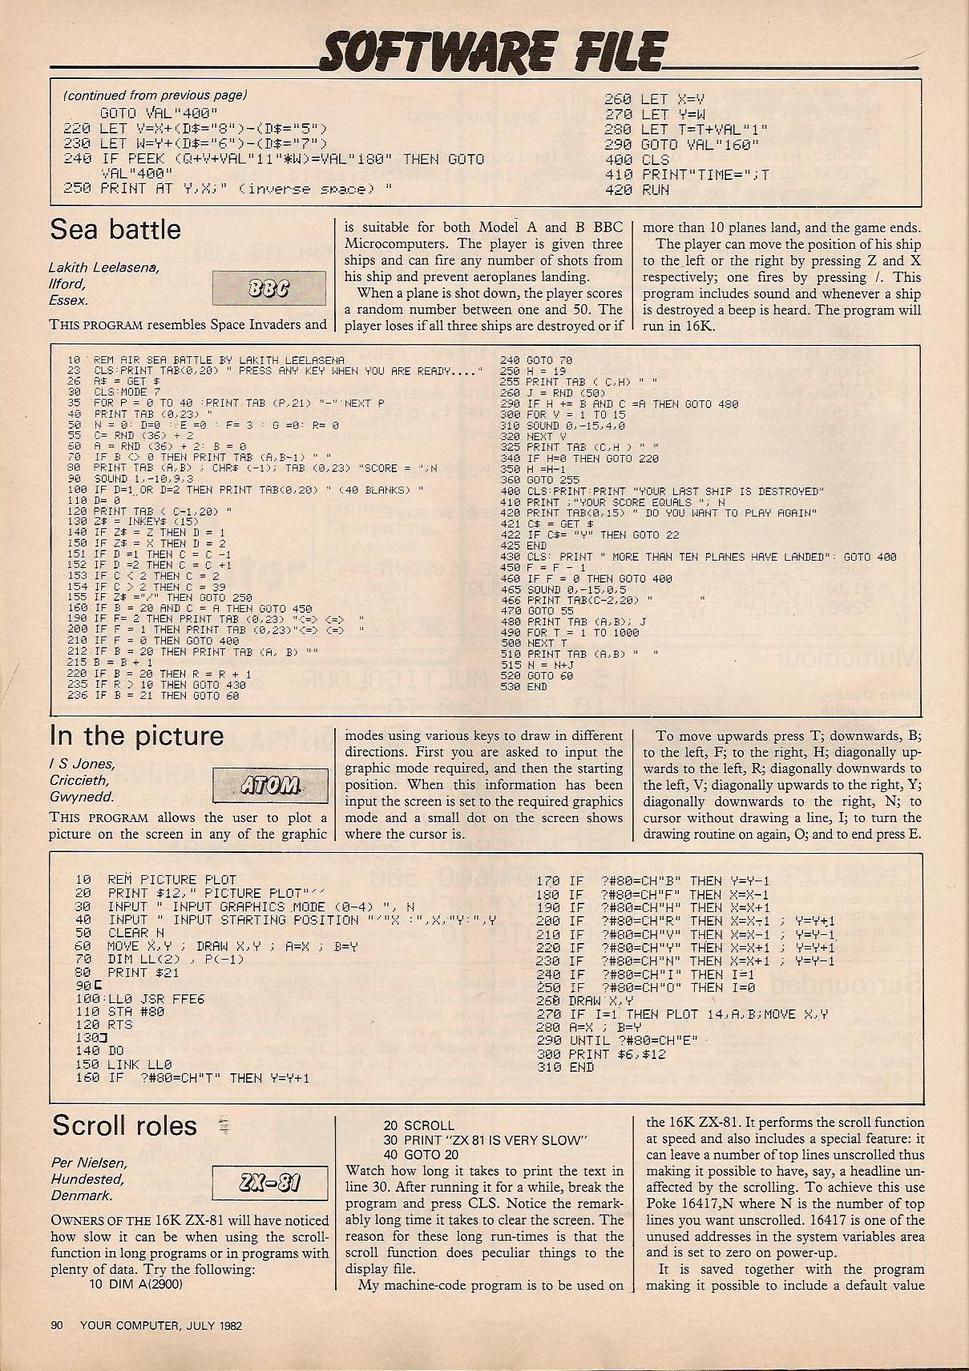 SOFTWARE FILE
(continued from previous page)
GOTO VAL"400"
220 LET V=X+(D$="8")-(D$="5")
230 LET W=Y+(D$="6")-(D$="7")
240 IF PEEK (Q+V+VAL"11"*W)=VAL"180" THEN GOTO
VAL"400"
250 PRINT AT Y,X;" (inverse space) "
260 LET X=V
270 LET Y=W
280 LET T=T+VAL"1"
290 GOTO VAL"160"
400 CLS
410 PRINT"TIME=";T
420 RUN
Sea battle
Lakith Leelasena,
Ilford,
Essex.
BBC
THIS PROGRAM resembles Space Invaders and
is suitable for both Model A and B BBC
Microcomputers. The player is given three
ships and can fire any number of shots from
his ship and prevent aeroplanes landing.
When a plane is shot down, the player scores
a random number between one and 50. The
player loses if all three ships are destroyed or if
more than 10 planes land, and the game ends.
The player can move the position of his ship
to the left or the right by pressing Z and X
respectively; one fires by pressing /. This
program includes sound and whenever a ship
is destroyed a beep is heard. The program will
run in 16K.
10 REM AIR SEA BATTLE BY LAKITH LEELASENA
23 CLS:PRINT TAB(0,20) " PRESS ANY KEY WHEN YOU ARE READY...."
26 A$ = GET $
30 CLS:MODE 7
35 FOR P = 0 TO 40 :PRINT TAB (P,21) "-" NEXT P
40 PRINT TAB (0,23) "
50 N = 0: D=0 : E =0 : F= 3 : G =0: R= 0
55 C= RND (36) + 2
60 A = RND (36) + 2: B = 0
70 IF B <> 0 THEN PRINT TAB (A,B-1) " "
80 PRINT TAB (A,B) ; CHR$ (-1); TAB (0,23) "SCORE = ";N
90 SOUND 1,-10,9,3
100 IF D=1 OR D=2 THEN PRINT TAB(0,20) " (40 BLANKS) "
110 D= 0
120 PRINT TAB ( C-1,20) "
130 Z$ = INKEY$ (15)
140 IF Z$ = Z THEN D = 1
150 IF Z$ = X THEN D = 2
151 IF D =1 THEN C = C -1
152 IF D =2 THEN C = C +1
153 IF C < 2 THEN C = 2
154 IF C > 2 THEN C = 39
155 IF Z$ ="/" THEN GOTO 250
160 IF B = 20 AND C = A THEN GOTO 450
190 IF F= 2 THEN PRINT TAB (0,23) "<=> <=> "
200 IF F = 1 THEN PRINT TAB (0,23)"<=> <=> "
210 IF F = 0 THEN GOTO 400
212 IF B = 20 THEN PRINT TAB (A, B) ""
215 B = B + 1
220 IF B = 20 THEN R = R + 1
235 IF R > 10 THEN GOTO 430
236 IF B = 21 THEN GOTO 60
240 GOTO 70
250 H = 19
255 PRINT TAB ( C,H) " "
260 J = RND (50)
290 IF H += B AND C =A THEN GOTO 480
300 FOR V = 1 TO 15
310 SOUND 0,-15,4,0
320 NEXT V
325 PRINT TAB (C,H ) " "
340 IF H=0 THEN GOTO 220
350 H =H-1
360 GOTO 255
400 CLS:PRINT:PRINT "YOUR LAST SHIP IS DESTROYED"
410 PRINT ;"YOUR SCORE EQUALS "; N
420 PRINT TAB(0,15) " DO YOU WANT TO PLAY AGAIN"
421 C$ = GET $
422 IF C$= "Y" THEN GOTO 22
425 END
430 CLS: PRINT " MORE THAN TEN PLANES HAVE LANDED": GOTO 400
450 F = F - 1
460 IF F = 0 THEN GOTO 400
465 SOUND 0,-15,0,5
466 PRINT TAB(C-2,20) " "
470 GOTO 55
480 PRINT TAB (A,B); J
490 FOR T = 1 TO 1000
500 NEXT T
510 PRINT TAB (A,B) " "
515 N = N+J
520 GOTO 60
530 END
In the picture
I S Jones,
Criccieth,
Gwynedd.
ATOM
THIS PROGRAM allows the user to plot a
picture on the screen in any of the graphic
modes using various keys to draw in different
directions. First you are asked to input the
graphic mode required, and then the starting
position. When this information has been
input the screen is set to the required graphics
mode and a small dot on the screen shows
where the cursor is.
To move upwards press T; downwards, B;
to the left, F; to the right, H; diagonally up-
wards to the left, R; diagonally downwards to
the left, V; diagonally upwards to the right, Y;
diagonally downwards to the right, N; to
cursor without drawing a line, I; to turn the
drawing routine on again, O; and to end press E.
10 REM PICTURE PLOT
20 PRINT $12," PICTURE PLOT"''
30 INPUT " INPUT GRAPHICS MODE (0-4) ", N
40 INPUT " INPUT STARTING POSITION "'"X :",X,"Y:",Y
50 CLEAR N
60 MOVE X,Y ; DRAW X,Y ; A=X ; B=Y
70 DIM LL(2) , P(-1)
80 PRINT $21
90[
100:LL0 JSR FFE6
110 STA #80
120 RTS
130]
140 DO
150 LINK LL0
160 IF ?#80=CH"T" THEN Y=Y+1
170 IF ?#80=CH"B" THEN Y=Y-1
180 IF ?#80=CH"F" THEN X=X-1
190 IF ?#80=CH"H" THEN X=X+1
200 IF ?#80=CH"R" THEN X=X-1 ; Y=Y+1
210 IF ?#80=CH"V" THEN X=X-1 ; Y=Y-1
220 IF ?#80=CH"Y" THEN X=X+1 ; Y=Y+1
230 IF ?#80=CH"N" THEN X=X+1 ; Y=Y-1
240 IF ?#80=CH"I" THEN I=1
250 IF ?#80=CH"O" THEN I=0
260 DRAW X,Y
270 IF I=1 THEN PLOT 14,A,B;MOVE X,Y
280 A=X ; B=Y
290 UNTIL ?#80=CH"E"
300 PRINT $6,$12
310 END
Scroll roles
Per Nielsen,
Hundested,
Denmark.
ZX-81
OWNERS OF THE 16K ZX-81 will have noticed
how slow it can be when using the scroll-
function in long programs or in programs with
plenty of data. Try the following:
10 DIM A(2900)
20 SCROLL
30 PRINT "ZX 81 IS VERY SLOW"
40 GOTO 20
Watch how long it takes to print the text in
line 30. After running it for a while, break the
program and press CLS. Notice the remark-
ably long time it takes to clear the screen. The
reason for these long run-times is that the
scroll function does peculiar things to the
display file.
My machine-code program is to be used on
the 16K ZX-81. It performs the scroll function
at speed and also includes a special feature: it
can leave a number of top lines unscrolled thus
making it possible to have, say, a headline un-
affected by the scrolling. To achieve this use
Poke 16417,N where N is the number of top
lines you want unscrolled. 16417 is one of the
unused addresses in the system variables area
and is set to zero on power-up.
It is saved together with the program
making it possible to include a default value
90 YOUR COMPUTER, JULY 1982